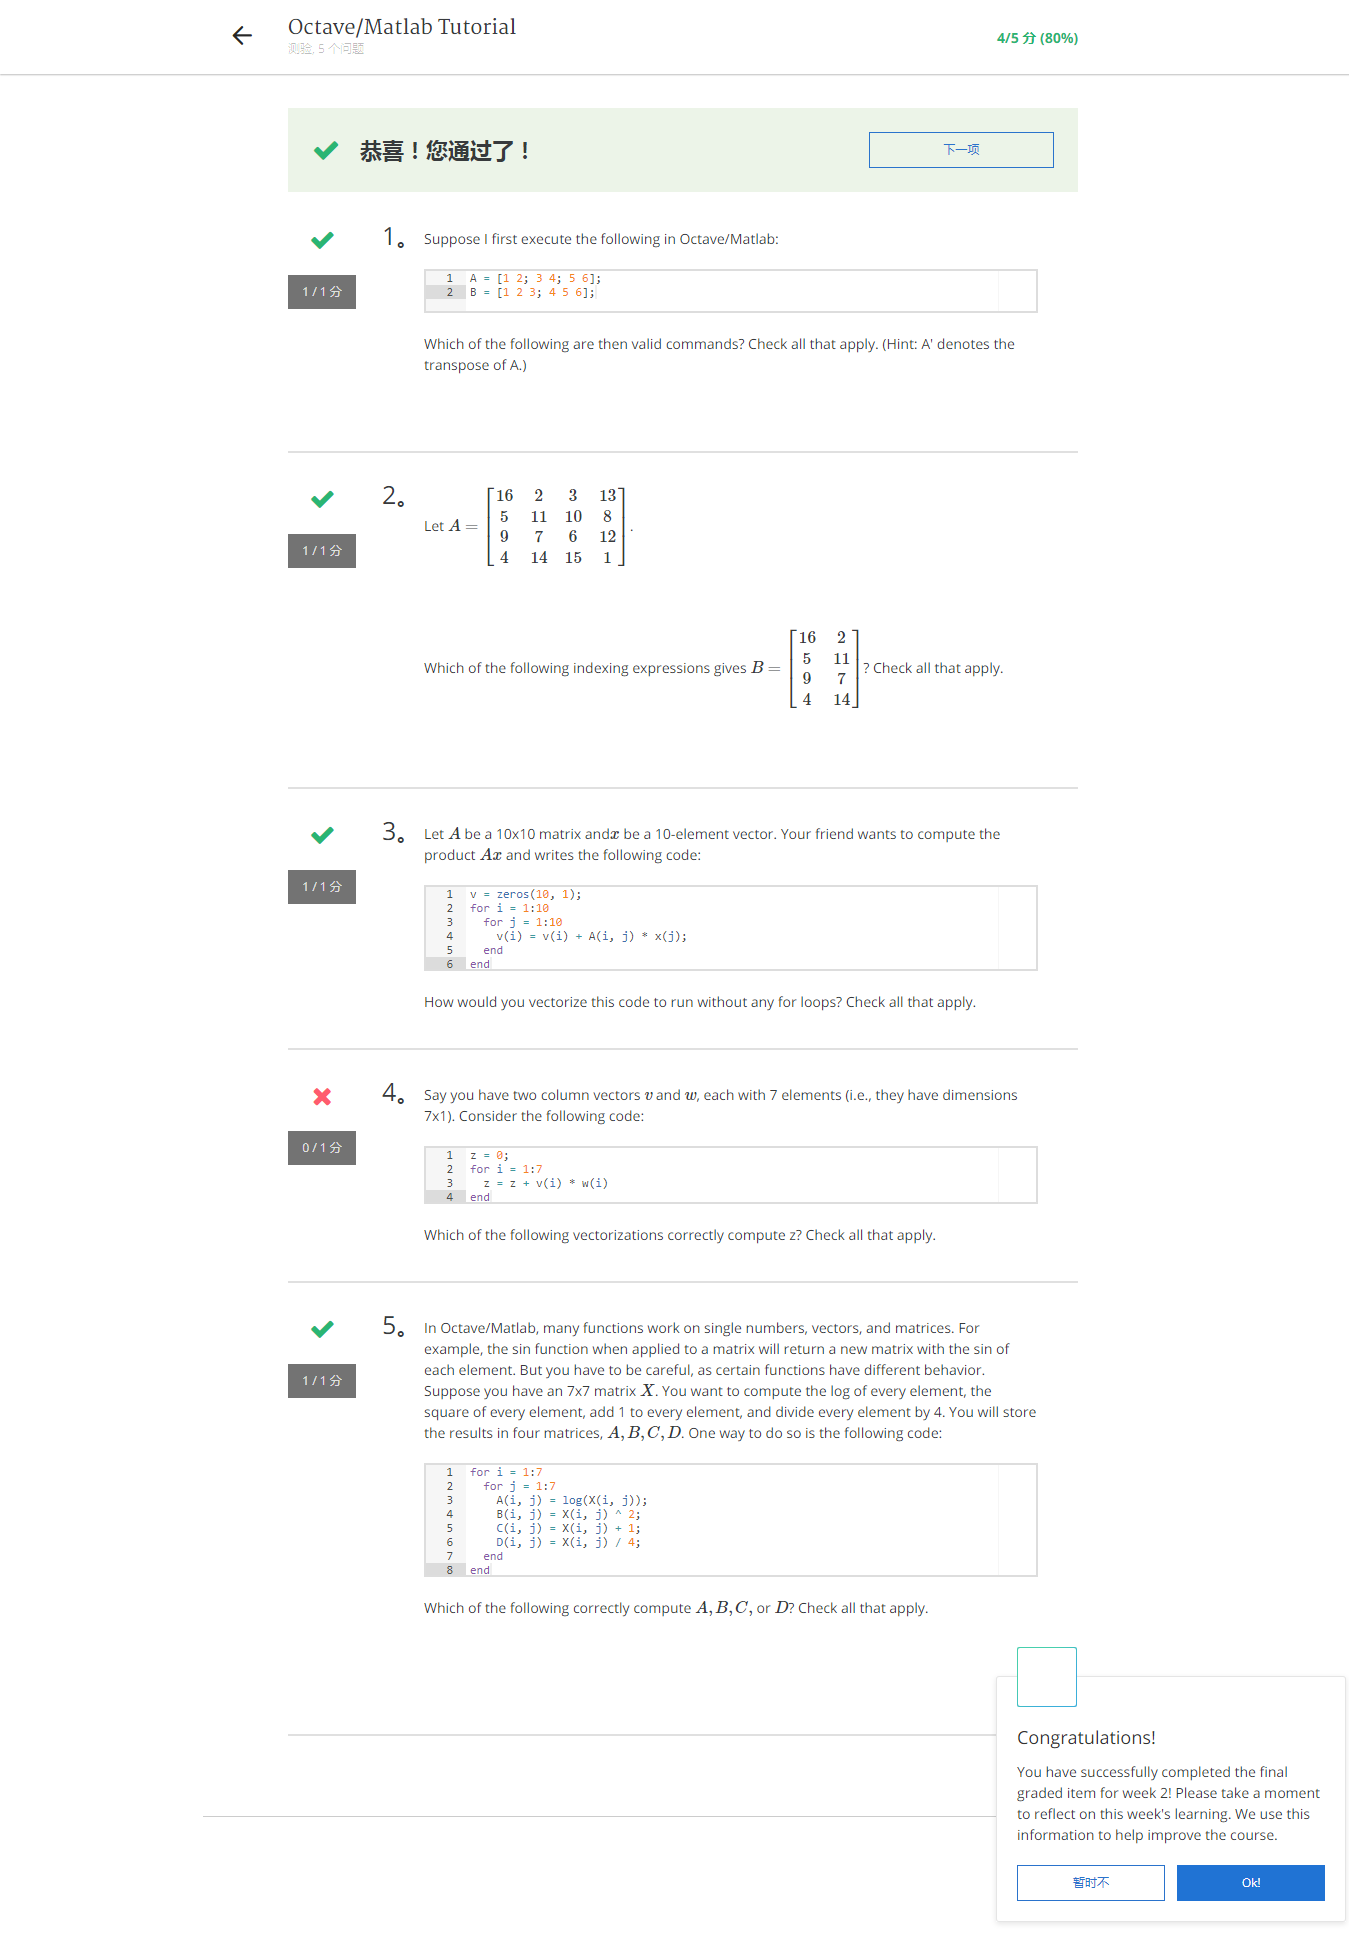 Octave/Matlab Tutorial
测验, 5 个问题
4/5 分 (80%)
恭喜！您通过了！
下一项
1。
1 / 1 分
Suppose I first execute the following in Octave/Matlab:
1 A = [1 2; 3 4; 5 6];
2 B = [1 2 3; 4 5 6];
Which of the following are then valid commands? Check all that apply. (Hint: A' denotes the
transpose of A.)
2。
1 / 1 分
Let A =
16 2 3 13
5 11 10 8
9 7 6 12
4 14 15 1
.
Which of the following indexing expressions gives B =
16 2
5 11
9 7
4 14
? Check all that apply.
3。
1 / 1 分
Let A be a 10x10 matrix and x be a 10-element vector. Your friend wants to compute the
product Ax and writes the following code:
1 v = zeros(10, 1);
2 for i = 1:10
3 for j = 1:10
4 v(i) = v(i) + A(i, j) * x(j);
5 end
6 end
How would you vectorize this code to run without any for loops? Check all that apply.
4。
0 / 1 分
Say you have two column vectors v and w, each with 7 elements (i.e., they have dimensions
7x1). Consider the following code:
1 z = 0;
2 for i = 1:7
3 z = z + v(i) * w(i)
4 end
Which of the following vectorizations correctly compute z? Check all that apply.
5。
1 / 1 分
In Octave/Matlab, many functions work on single numbers, vectors, and matrices. For
example, the sin function when applied to a matrix will return a new matrix with the sin of
each element. But you have to be careful, as certain functions have different behavior.
Suppose you have an 7x7 matrix X. You want to compute the log of every element, the
square of every element, add 1 to every element, and divide every element by 4. You will store
the results in four matrices, A, B, C, D. One way to do so is the following code:
1 for i = 1:7
2 for j = 1:7
3 A(i, j) = log(X(i, j));
4 B(i, j) = X(i, j) ^ 2;
5 C(i, j) = X(i, j) + 1;
6 D(i, j) = X(i, j) / 4;
7 end
8 end
Which of the following correctly compute A, B, C, or D? Check all that apply.
Congratulations!
You have successfully completed the final
graded item for week 2! Please take a moment
to reflect on this week's learning. We use this
information to help improve the course.
暂时不
Ok!